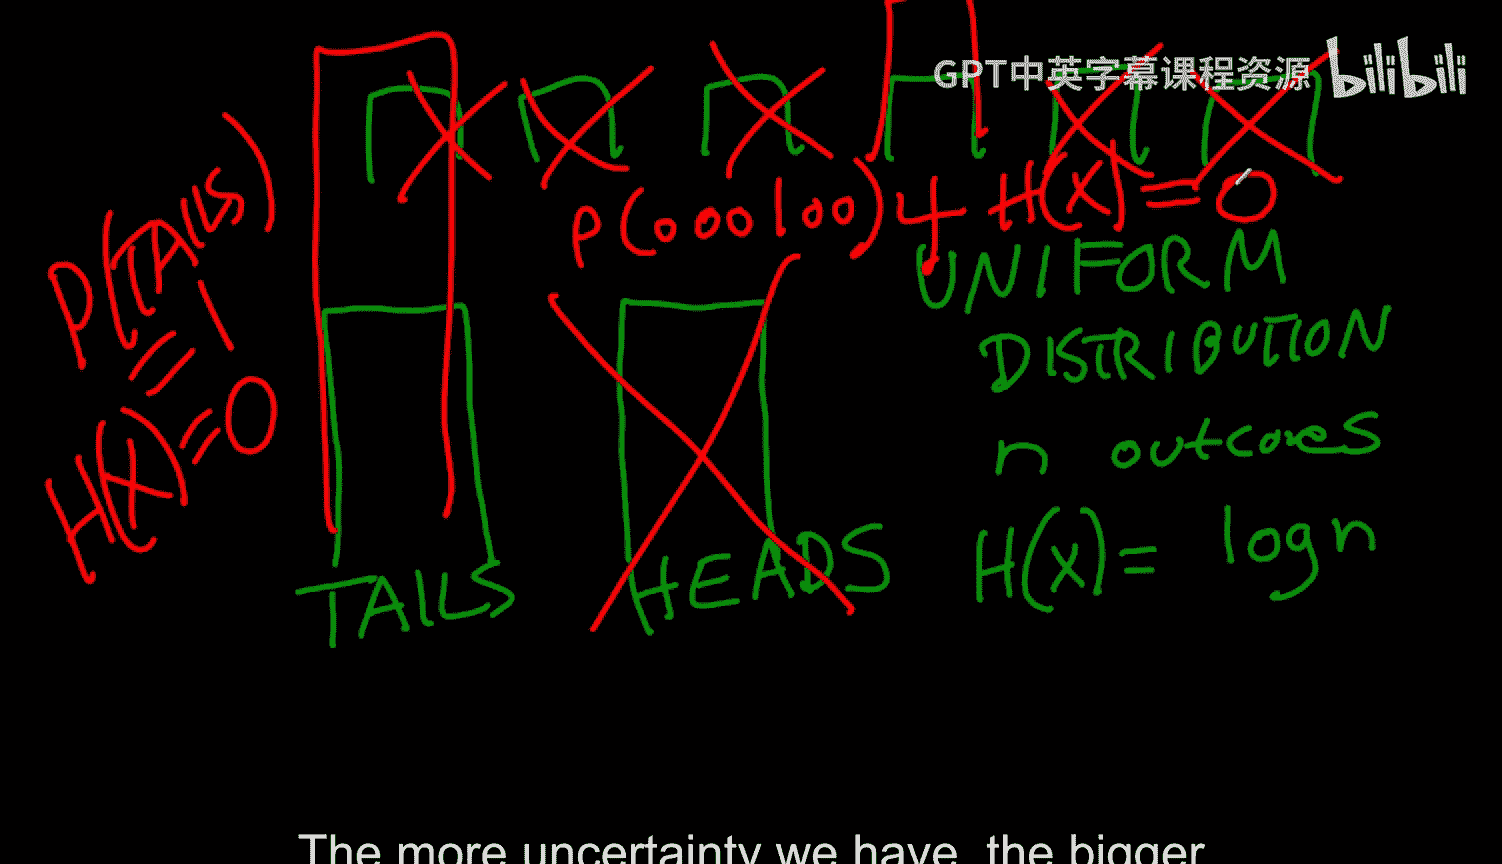 GPT中英字幕课程资源 bilibili
P(TAILS)
= 1
H(X)=0
P(000100) H(X)=0
UNIFORM
DISTRIBUTION
n outcomes
H(X)= log n
TAILS
HEADS
The more uncertainty we have, the bigger